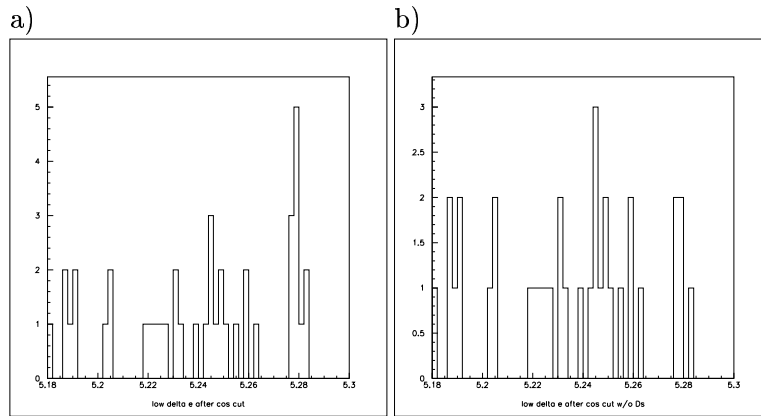 a)
b)
5
4
3
2
1
0
5.18 5.2 5.22 5.24 5.26 5.28 5.3
low delta e after cos cut
3
2.5
2
1.5
1
0.5
0
5.18 5.2 5.22 5.24 5.26 5.28 5.3
low delta e after cos cut w/o Ds